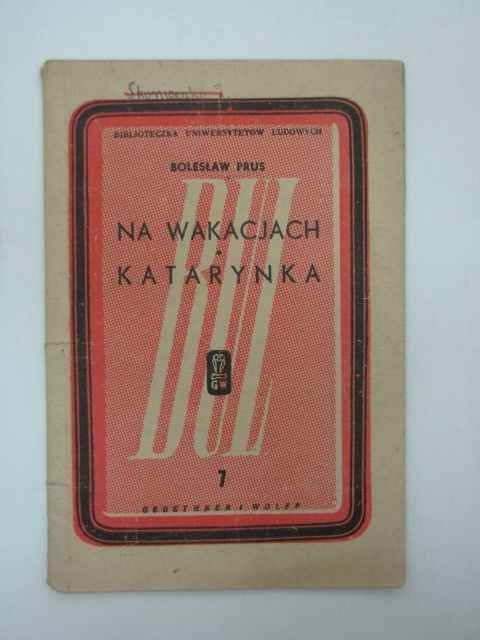 BIBLIOTECZKA UNIWERSYTETÓW LUDOWYCH
BOLESŁAW PRUS
NA WAKACJACH
KATARYNKA
BUL
G W
7
GEBETHNER I WOLFF